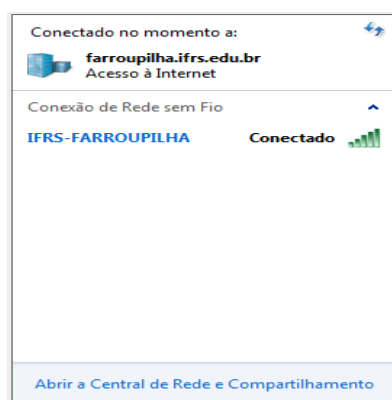 Conectado no momento a:
farroupilha.ifrs.edu.br
Acesso à Internet
Conexão de Rede sem Fio
IFRS-FARROUPILHA Conectado
Abrir a Central de Rede e Compartilhamento